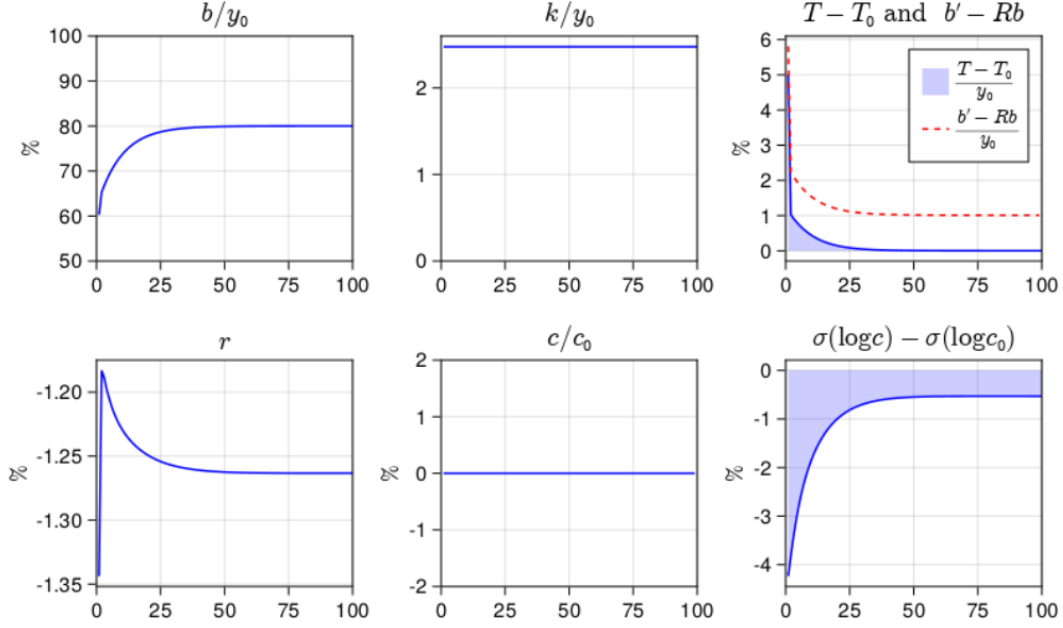 b/y₀
100
90
80
70
60
50
%
0 25 50 75 100
k/y₀
2
1
0
0 25 50 75 100
T − T₀ and b′ − Rb
6
5
4
3
2
1
0
%
T − T₀
y₀
b′ − Rb
y₀
0 25 50 75 100
r
-1.20
-1.25
-1.30
-1.35
%
0 25 50 75 100
c/c₀
2
1
0
-1
-2
%
0 25 50 75 100
σ(logc) − σ(logc₀)
0
-1
-2
-3
-4
%
0 25 50 75 100